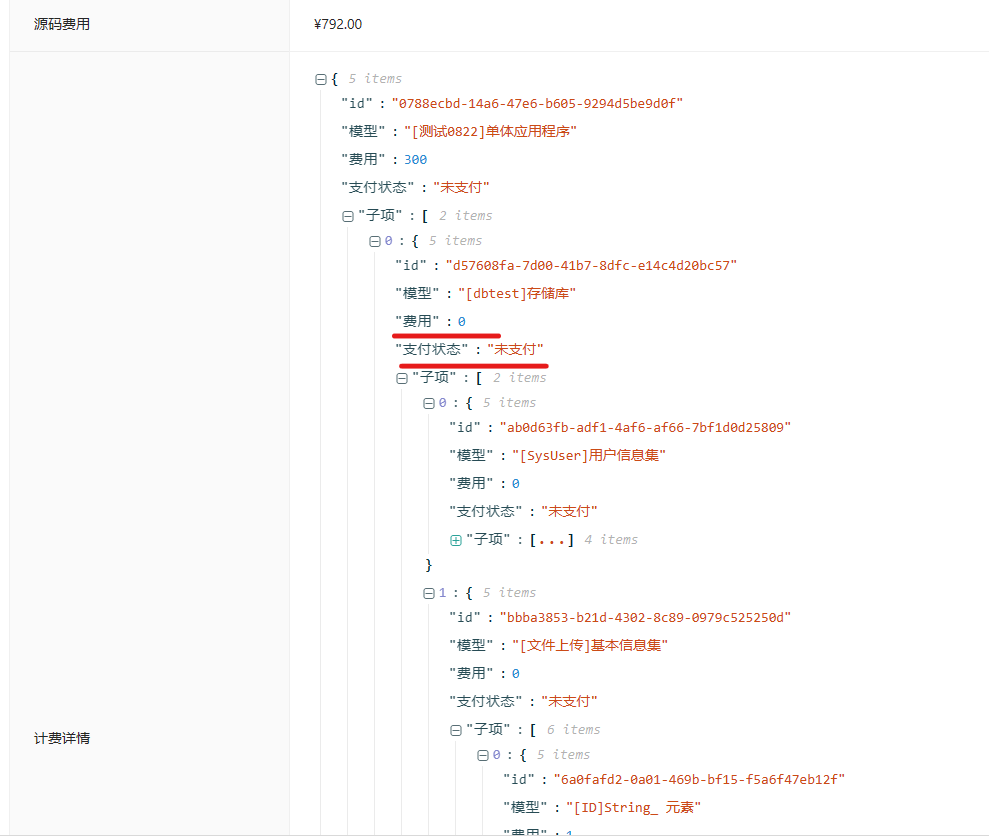 源码费用
¥792.00
{ 5 items
"id" : "0788ecbd-14a6-47e6-b605-9294d5be9d0f"
"模型" : "[测试0822]单体应用程序"
"费用" : 300
"支付状态" : "未支付"
"子项" : [ 2 items
0 : { 5 items
"id" : "d57608fa-7d00-41b7-8dfc-e14c4d20bc57"
"模型" : "[dbtest]存储库"
"费用" : 0
"支付状态" : "未支付"
"子项" : [ 2 items
0 : { 5 items
"id" : "ab0d63fb-adf1-4af6-af66-7bf1d0d25809"
"模型" : "[SysUser]用户信息集"
"费用" : 0
"支付状态" : "未支付"
"子项" : [...] 4 items
}
1 : { 5 items
"id" : "bbba3853-b21d-4302-8c89-0979c525250d"
"模型" : "[文件上传]基本信息集"
"费用" : 0
"支付状态" : "未支付"
"子项" : [ 6 items
计费详情
0 : { 5 items
"id" : "6a0fafd2-0a01-469b-bf15-f5a6f47eb12f"
"模型" : "[ID]String_ 元素"
"费用" : 1